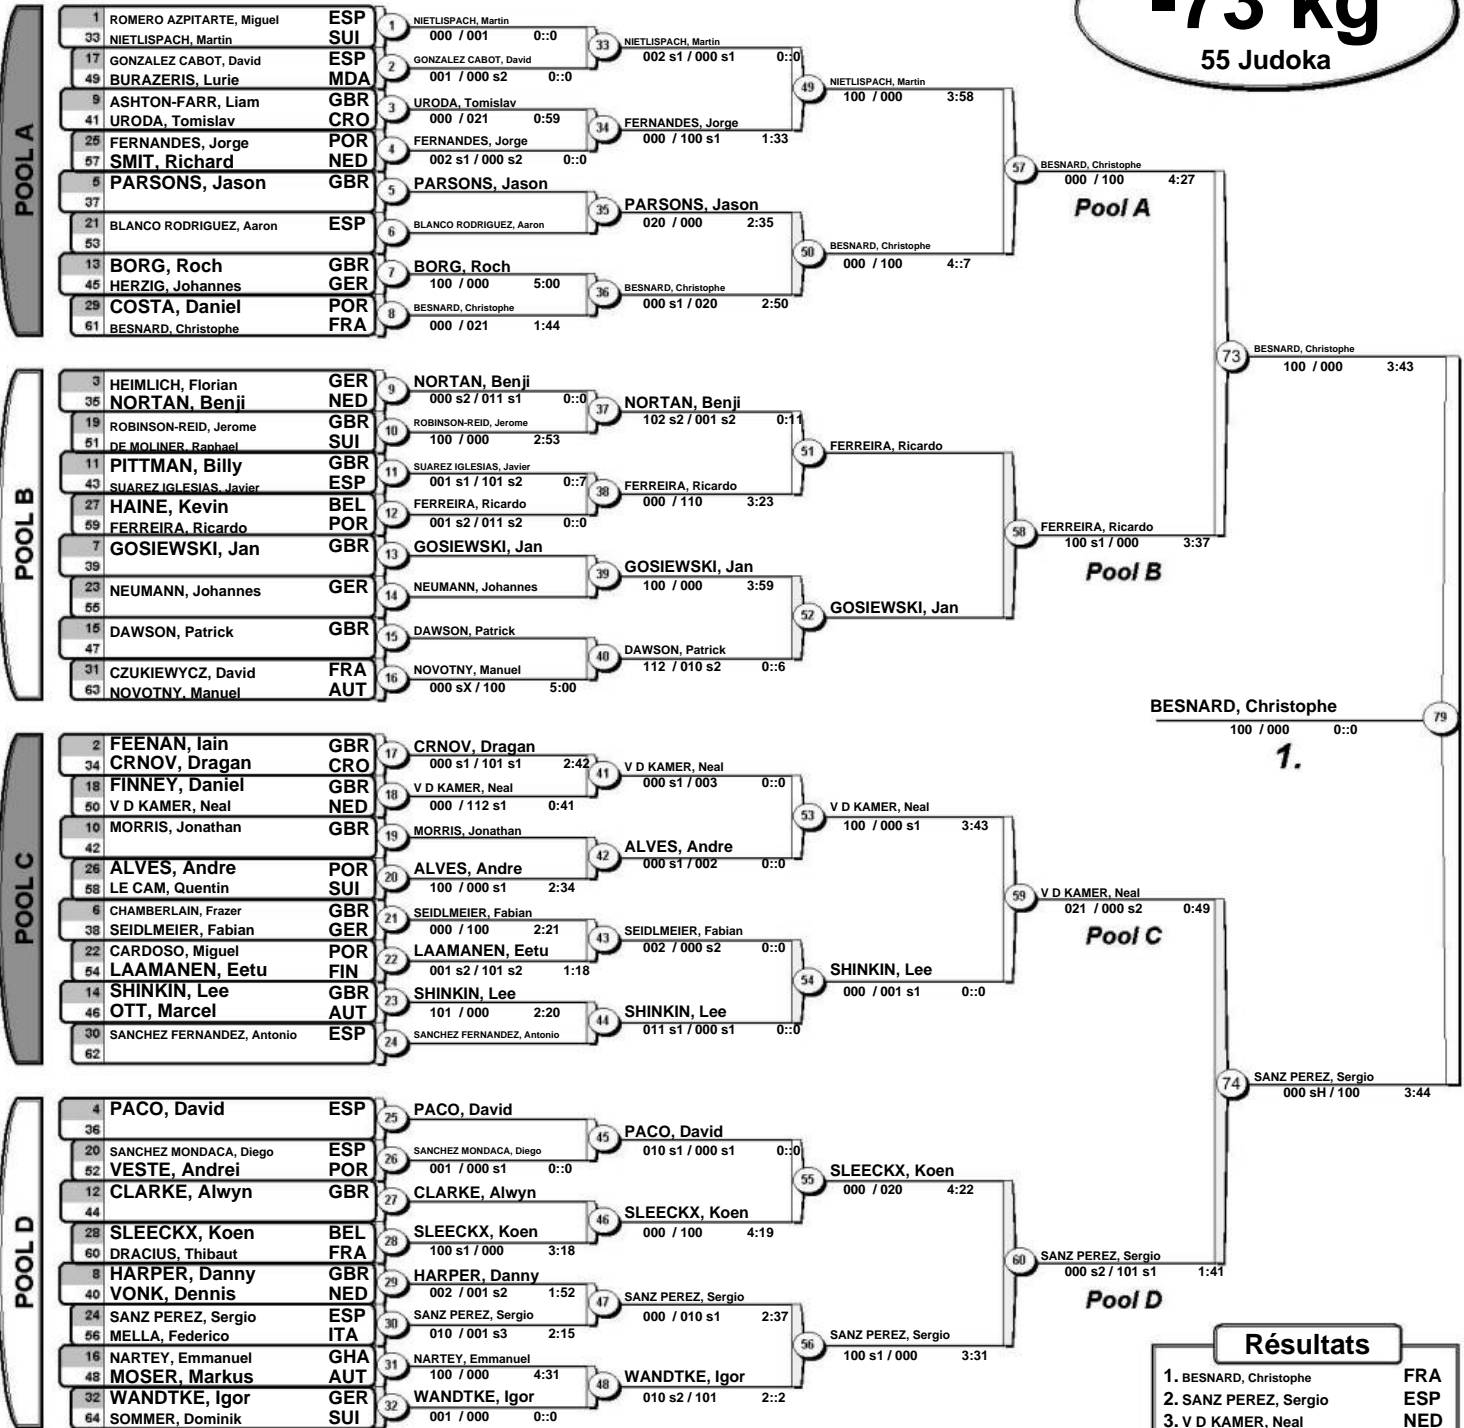 -73 kg
55 Judoka
POOL A
1 ROMERO AZPITARTE, Miguel ESP
33 NIETLISPACH, Martin SUI
17 GONZALEZ CABOT, David ESP
49 BURAZERIS, Lurie MDA
9 ASHTON-FARR, Liam GBR
41 URODA, Tomislav CRO
25 FERNANDES, Jorge POR
57 SMIT, Richard NED
5 PARSONS, Jason GBR
37
21 BLANCO RODRIGUEZ, Aaron ESP
53
13 BORG, Roch GBR
45 HERZIG, Johannes GER
29 COSTA, Daniel POR
61 BESNARD, Christophe FRA
1 NIETLISPACH, Martin
000 / 001 0::0
2 GONZALEZ CABOT, David
001 / 000 s2 0::0
3 URODA, Tomislav
000 / 021 0:59
4 FERNANDES, Jorge
002 s1 / 000 s2 0::0
5 PARSONS, Jason
6 BLANCO RODRIGUEZ, Aaron
7 BORG, Roch
100 / 000 5:00
8 BESNARD, Christophe
000 / 021 1:44
33 NIETLISPACH, Martin
002 s1 / 000 s1 0::0
34 FERNANDES, Jorge
000 / 100 s1 1:33
35 PARSONS, Jason
020 / 000 2:35
36 BESNARD, Christophe
000 s1 / 020 2:50
49 NIETLISPACH, Martin
100 / 000 3:58
50 BESNARD, Christophe
000 / 100 4::7
57 BESNARD, Christophe
000 / 100 4:27
Pool A
POOL B
3 HEIMLICH, Florian GER
35 NORTAN, Benji NED
19 ROBINSON-REID, Jerome GBR
51 DE MOLINER, Raphael SUI
11 PITTMAN, Billy GBR
43 SUAREZ IGLESIAS, Javier ESP
27 HAINE, Kevin BEL
59 FERREIRA, Ricardo POR
7 GOSIEWSKI, Jan GBR
39
23 NEUMANN, Johannes GER
55
15 DAWSON, Patrick GBR
47
31 CZUKIEWYCZ, David FRA
63 NOVOTNY, Manuel AUT
9 NORTAN, Benji
000 s2 / 011 s1 0::0
10 ROBINSON-REID, Jerome
100 / 000 2:53
11 SUAREZ IGLESIAS, Javier
001 s1 / 101 s2 0::7
12 FERREIRA, Ricardo
001 s2 / 011 s2 0::0
13 GOSIEWSKI, Jan
14 NEUMANN, Johannes
15 DAWSON, Patrick
16 NOVOTNY, Manuel
000 sX / 100 5:00
37 NORTAN, Benji
102 s2 / 001 s2 0:11
38 FERREIRA, Ricardo
000 / 110 3:23
39 GOSIEWSKI, Jan
100 / 000 3:59
40 DAWSON, Patrick
112 / 010 s2 0::6
51 FERREIRA, Ricardo
52 GOSIEWSKI, Jan
58 FERREIRA, Ricardo
100 s1 / 000 3:37
Pool B
73 BESNARD, Christophe
100 / 000 3:43
BESNARD, Christophe 79
100 / 000 0::0
1.
POOL C
2 FEENAN, Iain GBR
34 CRNOV, Dragan CRO
18 FINNEY, Daniel GBR
50 V D KAMER, Neal NED
10 MORRIS, Jonathan GBR
42
26 ALVES, Andre POR
58 LE CAM, Quentin SUI
6 CHAMBERLAIN, Frazer GBR
38 SEIDLMEIER, Fabian GER
22 CARDOSO, Miguel POR
54 LAAMANEN, Eetu FIN
14 SHINKIN, Lee GBR
46 OTT, Marcel AUT
30 SANCHEZ FERNANDEZ, Antonio ESP
62
17 CRNOV, Dragan
000 s1 / 101 s1 2:42
18 V D KAMER, Neal
000 / 112 s1 0:41
19 MORRIS, Jonathan
20 ALVES, Andre
100 / 000 s1 2:34
21 SEIDLMEIER, Fabian
000 / 100 2:21
22 LAAMANEN, Eetu
001 s2 / 101 s2 1:18
23 SHINKIN, Lee
101 / 000 2:20
24 SANCHEZ FERNANDEZ, Antonio
41 V D KAMER, Neal
000 s1 / 003 0::0
42 ALVES, Andre
000 s1 / 002 0::0
43 SEIDLMEIER, Fabian
002 / 000 s2 0::0
44 SHINKIN, Lee
011 s1 / 000 s1 0::0
53 V D KAMER, Neal
100 / 000 s1 3:43
54 SHINKIN, Lee
000 / 001 s1 0::0
59 V D KAMER, Neal
021 / 000 s2 0:49
Pool C
POOL D
4 PACO, David ESP
36
20 SANCHEZ MONDACA, Diego ESP
52 VESTE, Andrei POR
12 CLARKE, Alwyn GBR
44
28 SLEECKX, Koen BEL
60 DRACIUS, Thibaut FRA
8 HARPER, Danny GBR
40 VONK, Dennis NED
24 SANZ PEREZ, Sergio ESP
56 MELLA, Federico ITA
16 NARTEY, Emmanuel GHA
48 MOSER, Markus AUT
32 WANDTKE, Igor GER
64 SOMMER, Dominik SUI
25 PACO, David
26 SANCHEZ MONDACA, Diego
001 / 000 s1 0::0
27 CLARKE, Alwyn
28 SLEECKX, Koen
100 s1 / 000 3:18
29 HARPER, Danny
002 / 001 s2 1:52
30 SANZ PEREZ, Sergio
010 / 001 s3 2:15
31 NARTEY, Emmanuel
100 / 000 4:31
32 WANDTKE, Igor
001 / 000 0::0
45 PACO, David
010 s1 / 000 s1 0::0
46 SLEECKX, Koen
000 / 100 4:19
47 SANZ PEREZ, Sergio
000 / 010 s1 2:37
48 WANDTKE, Igor
010 s2 / 101 2::2
55 SLEECKX, Koen
000 / 020 4:22
56 SANZ PEREZ, Sergio
100 s1 / 000 3:31
60 SANZ PEREZ, Sergio
000 s2 / 101 s1 1:41
Pool D
74 SANZ PEREZ, Sergio
000 sH / 100 3:44
Résultats
1. BESNARD, Christophe FRA
2. SANZ PEREZ, Sergio ESP
3. V D KAMER, Neal NED